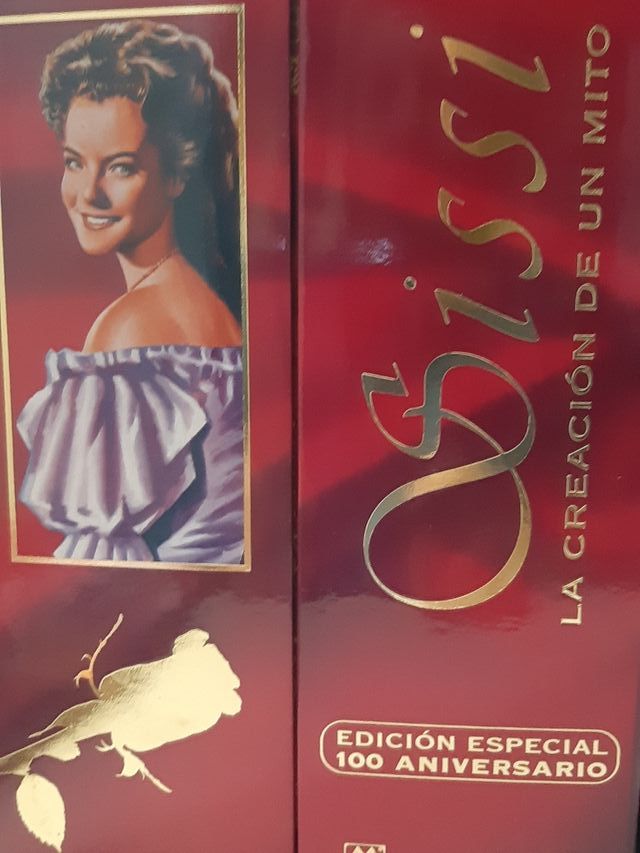 Sissi
LA CREACIÓN DE UN MITO
EDICIÓN ESPECIAL
100 ANIVERSARIO